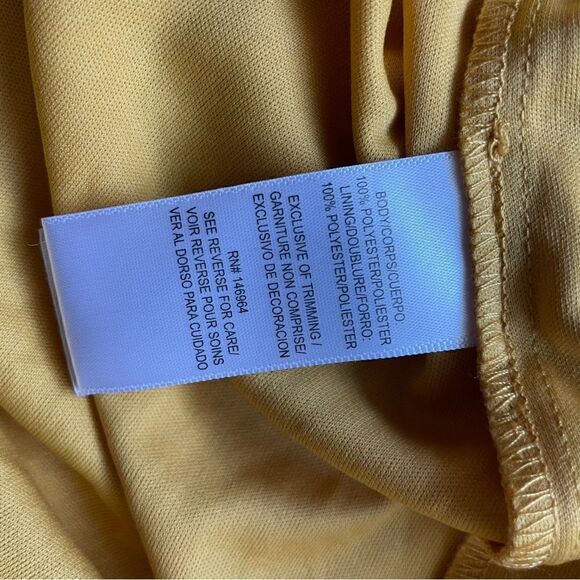 BODY/CORPS/CUERPO:
100% POLYESTER/POLIESTER
LINING/DOUBLURE/FORRO:
100% POLYESTER/POLIESTER
EXCLUSIVE OF TRIMMING /
GARNITURE NON COMPRISE/
EXCLUSIVO DE DECORACION
RN# 146964
SEE REVERSE FOR CARE/
VOIR REVERSE POUR SOINS
VER AL DORSO PARA CUIDADO